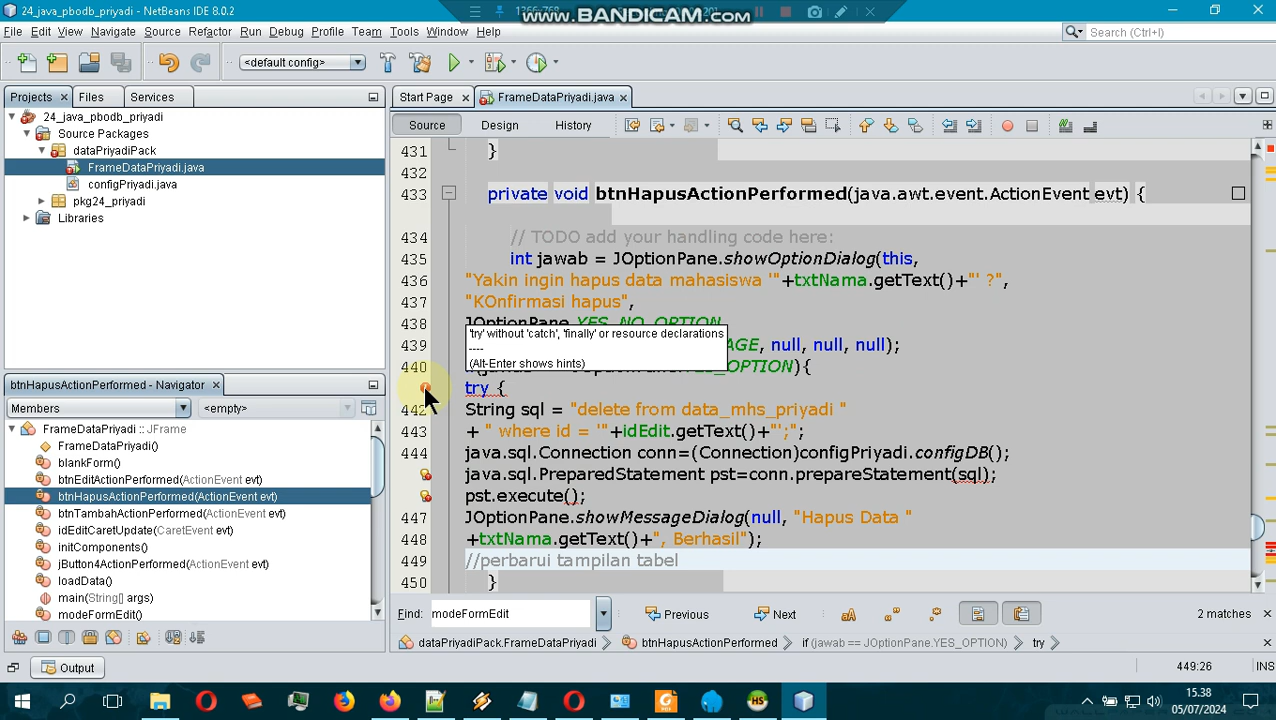 24_java_pbodb_priyadi - NetBeans IDE 8.0.2
www.BANDICAM.com
File Edit View Navigate Source Refactor Run Debug Profile Team Tools Window Help
Search (Ctrl+I)
<default config>
Projects Files Services
Start Page FrameDataPriyadi.java
24_java_pbodb_priyadi
Source Packages
dataPriyadiPack
FrameDataPriyadi.java
configPriyadi.java
pkg24_priyadi
Libraries
Source Design History
431 }
432
433 private void btnHapusActionPerformed(java.awt.event.ActionEvent evt) {
434 // TODO add your handling code here:
435 int jawab = JOptionPane.showOptionDialog(this,
436 "Yakin ingin hapus data mahasiswa '"+txtNama.getText()+"' ?",
437 "KOnfirmasi hapus",
438 JOptionPane.YES_NO_OPTION
'try' without 'catch', 'finally' or resource declarations
----
(Alt-Enter shows hints)
439 AGE, null, null, null);
440 ES_OPTION){
try {
442 String sql = "delete from data_mhs_priyadi "
443 + " where id = '"+idEdit.getText()+"';";
444 java.sql.Connection conn=(Connection)configPriyadi.configDB();
java.sql.PreparedStatement pst=conn.prepareStatement(sql);
pst.execute();
447 JOptionPane.showMessageDialog(null, "Hapus Data "
448 +txtNama.getText()+", Berhasil");
449 //perbarui tampilan tabel
450 }
btnHapusActionPerformed - Navigator
Members <empty>
FrameDataPriyadi :: JFrame
FrameDataPriyadi()
blankForm()
btnEditActionPerformed(ActionEvent evt)
btnHapusActionPerformed(ActionEvent evt)
btnTambahActionPerformed(ActionEvent evt)
idEditCaretUpdate(CaretEvent evt)
initComponents()
jButton4ActionPerformed(ActionEvent evt)
loadData()
main(String[] args)
modeFormEdit()
Find: modeFormEdit Previous Next 2 matches
dataPriyadiPack.FrameDataPriyadi btnHapusActionPerformed if (jawab == JOptionPane.YES_OPTION) try
Output
449:26 INS
15.38
05/07/2024